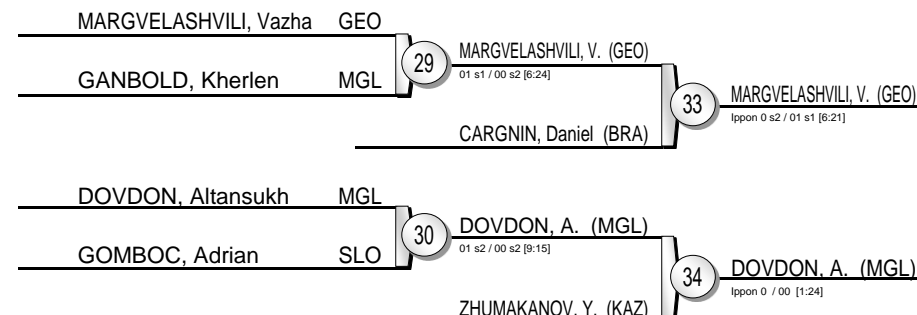 MARGVELASHVILI, Vazha GEO
GANBOLD, Kherlen MGL
29
MARGVELASHVILI, V. (GEO)
01 s1 / 00 s2 [6:24]
CARGNIN, Daniel (BRA)
33
MARGVELASHVILI, V. (GEO)
Ippon 0 s2 / 01 s1 [6:21]
DOVDON, Altansukh MGL
GOMBOC, Adrian SLO
30
DOVDON, A. (MGL)
01 s2 / 00 s2 [9:15]
ZHUMAKANOV, Y. (KAZ)
34
DOVDON, A. (MGL)
Ippon 0 / 00 [1:24]